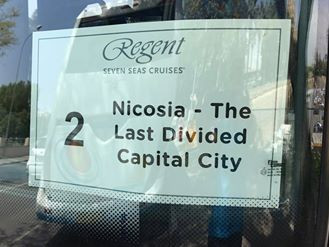 Regent
SEVEN SEAS CRUISES®
2
Nicosia - The
Last Divided
Capital City